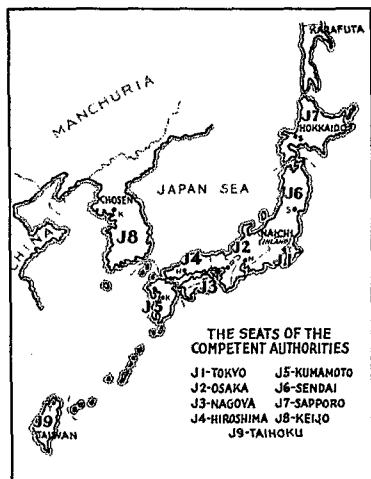 KARAFUTO
MANCHURIA
J7
HOKKAIDO
S
JAPAN SEA
CHOSEN
K
J6
S
CHINA
J8
J2
NAICHI
(INLAND)
J4
J1
T
H
J3
N
J5
K
THE SEATS OF THE
COMPETENT AUTHORITIES
J1-TOKYO J5-KUMAMOTO
J2-OSAKA J6-SENDAI
J3-NAGOYA J7-SAPPORO
J4-HIROSHIMA J8-KEIJO
J9-TAIHOKU
J9
TAIWAN